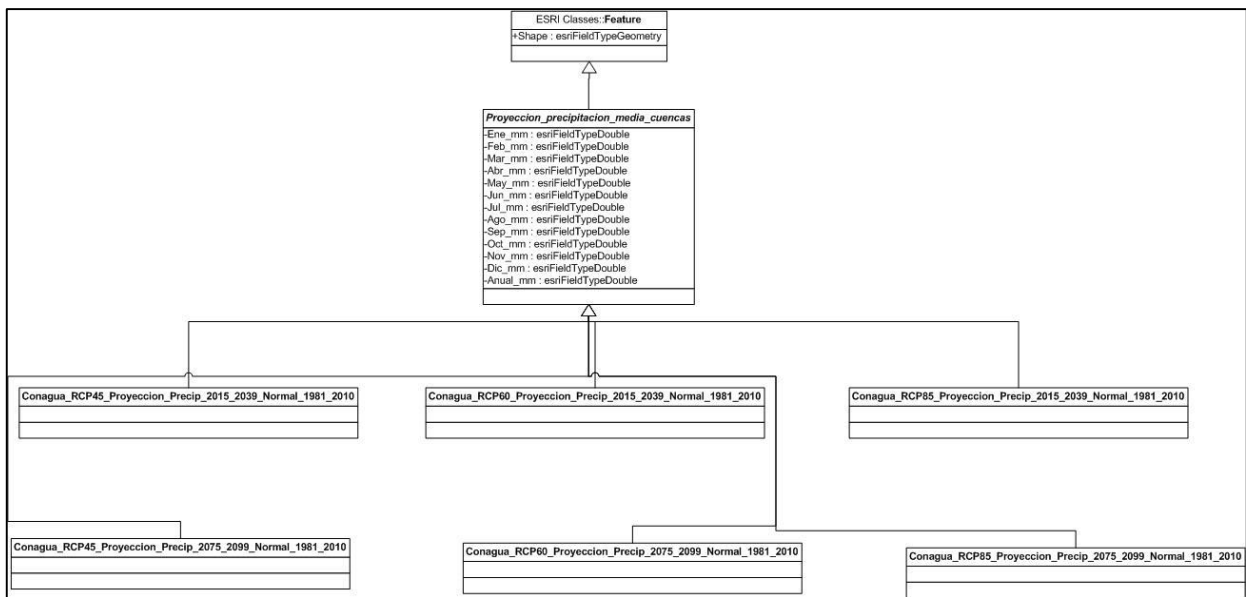 ESRI Classes::Feature
+Shape : esriFieldTypeGeometry
Proyeccion_precipitacion_media_cuencas
-Ene_mm : esriFieldTypeDouble
-Feb_mm : esriFieldTypeDouble
-Mar_mm : esriFieldTypeDouble
-Abr_mm : esriFieldTypeDouble
-May_mm : esriFieldTypeDouble
-Jun_mm : esriFieldTypeDouble
-Jul_mm : esriFieldTypeDouble
-Ago_mm : esriFieldTypeDouble
-Sep_mm : esriFieldTypeDouble
-Oct_mm : esriFieldTypeDouble
-Nov_mm : esriFieldTypeDouble
-Dic_mm : esriFieldTypeDouble
-Anual_mm : esriFieldTypeDouble
Conagua_RCP45_Proyeccion_Precip_2015_2039_Normal_1981_2010
Conagua_RCP60_Proyeccion_Precip_2015_2039_Normal_1981_2010
Conagua_RCP85_Proyeccion_Precip_2015_2039_Normal_1981_2010
Conagua_RCP45_Proyeccion_Precip_2075_2099_Normal_1981_2010
Conagua_RCP60_Proyeccion_Precip_2075_2099_Normal_1981_2010
Conagua_RCP85_Proyeccion_Precip_2075_2099_Normal_1981_2010